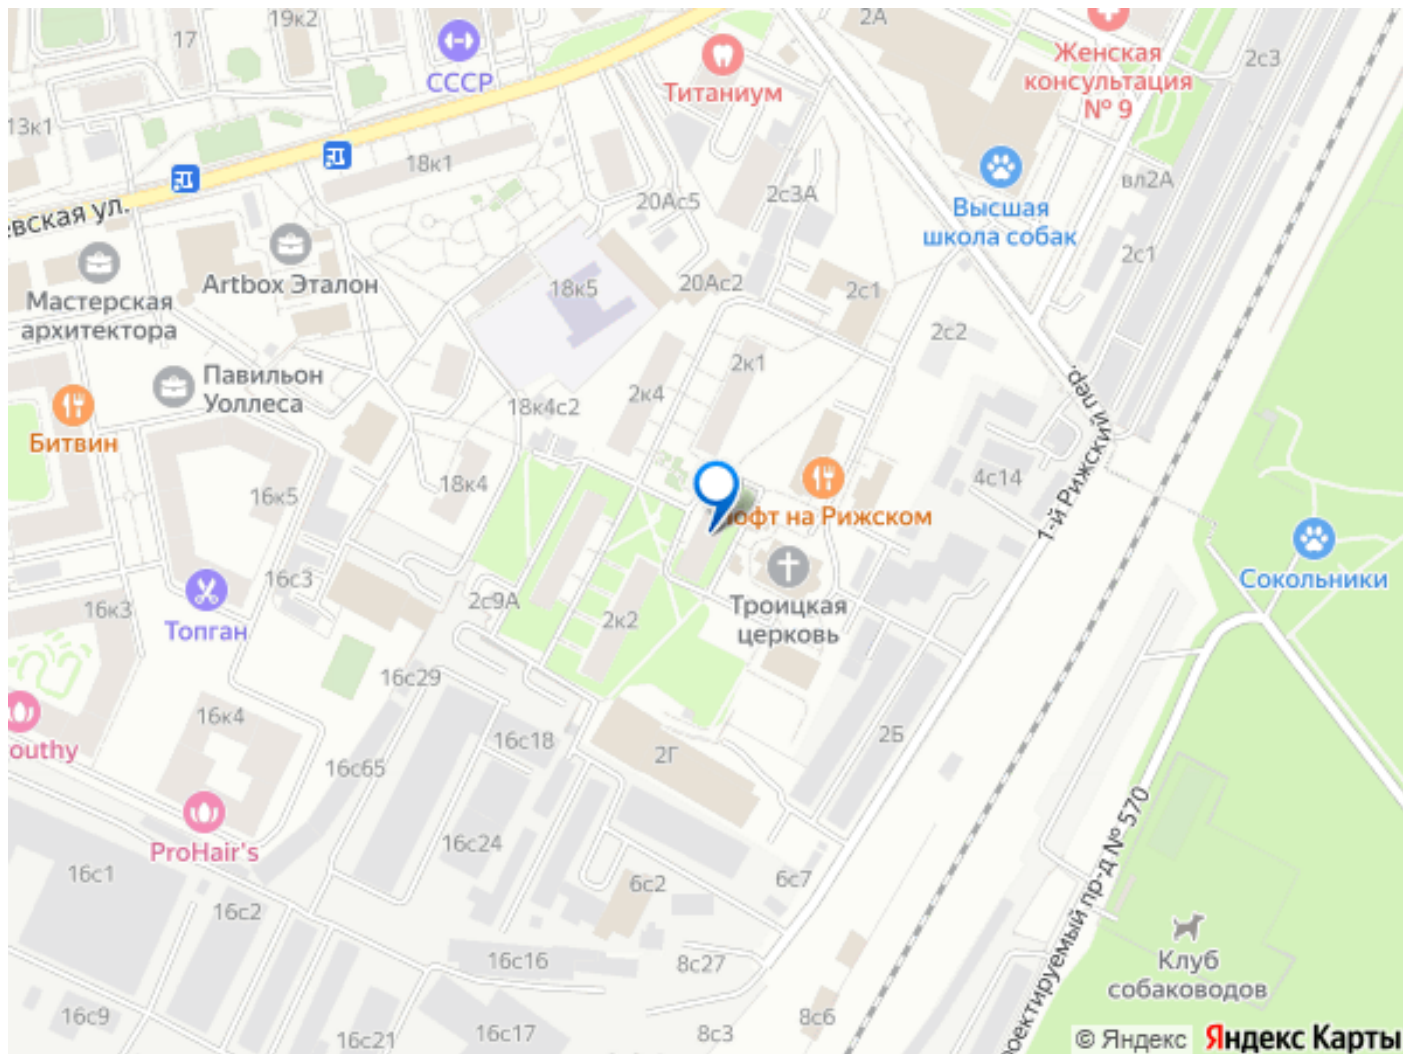 19к2
2А
17
СССР
Женская
консультация
№ 9
2с3
Титаниум
13к1
18к1
вл2А
20Ас5
2с3А
Высшая
школа собак
евская ул.
2с1
Artbox Эталон
Мастерская
архитектора
18к5
20Ас2
2с1
2с2
Павильон
Уоллеса
2к1
2к4
18к4с2
1-й Рижский пер.
Битвин
16к5
18к4
4с14
Лофт на Рижском
Сокольники
16с3
16к3
2с9А
Троицкая
церковь
Топган
2к2
16с29
16к4
outhy
16с18
2Г
2Б
16с65
ProHair's
16с24
16с1
6с2
6с7
16с2
роектируемый пр-д № 570
16с16
8с27
Клуб
собаководов
16с9
16с21
16с17
8с3
8с6
© Яндекс Яндекс Карты